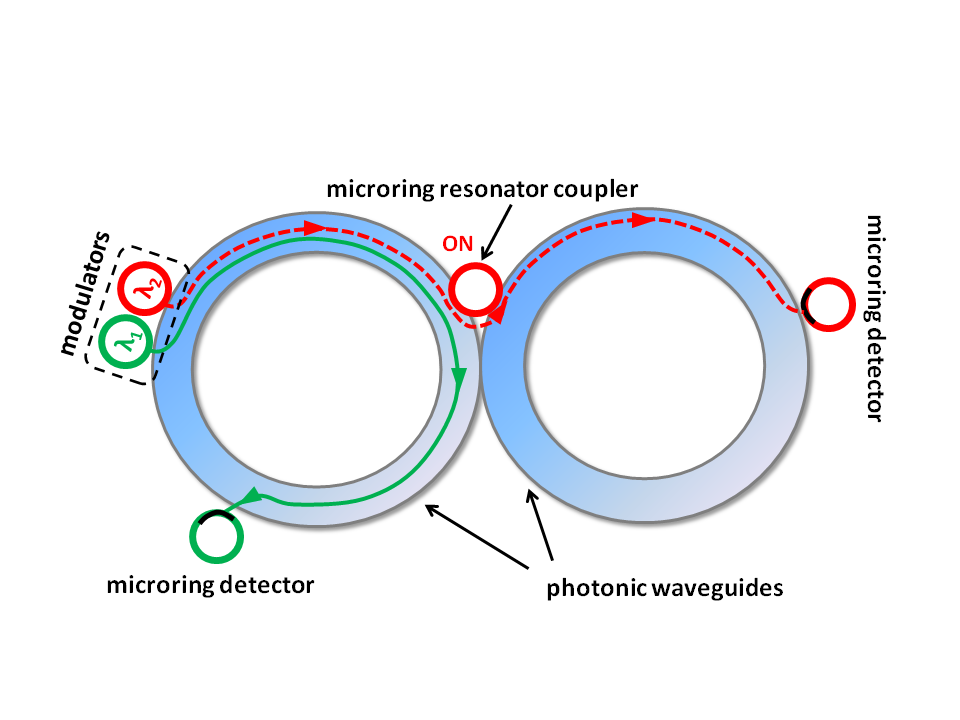 microring resonator coupler
ON
modulators
λ2
λ1
microring detector
microring detector
photonic waveguides